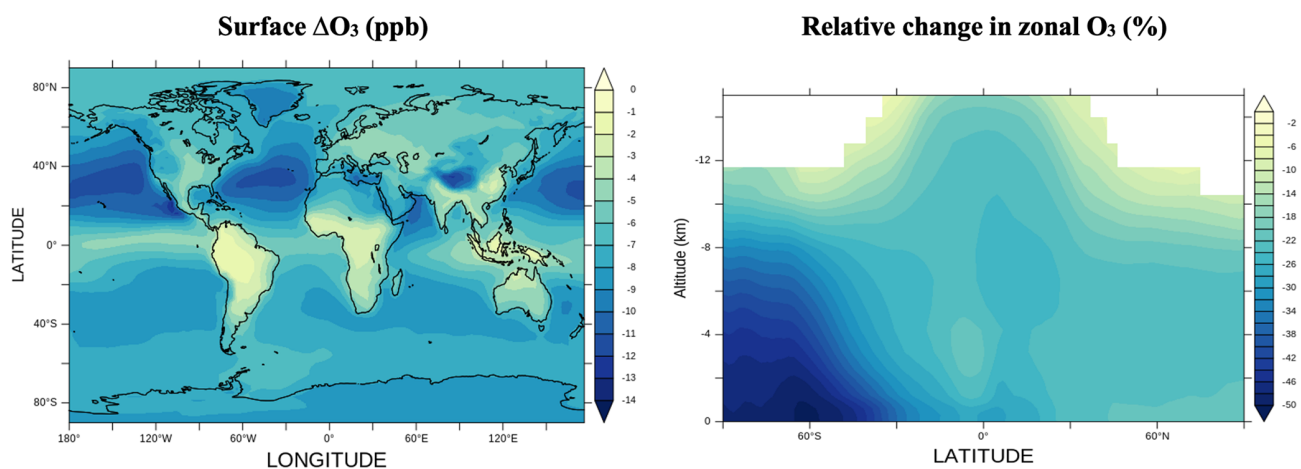 Surface ΔO₃ (ppb)
80°N
40°N
0°
40°S
80°S
LATITUDE
180°
120°W
60°W
0°
60°E
120°E
LONGITUDE
0
-1
-2
-3
-4
-5
-6
-7
-8
-9
-10
-11
-12
-13
-14
Relative change in zonal O₃ (%)
-12
-8
-4
0
Altitude (km)
60°S
0°
60°N
LATITUDE
-2
-6
-10
-14
-18
-22
-26
-30
-34
-38
-42
-46
-50